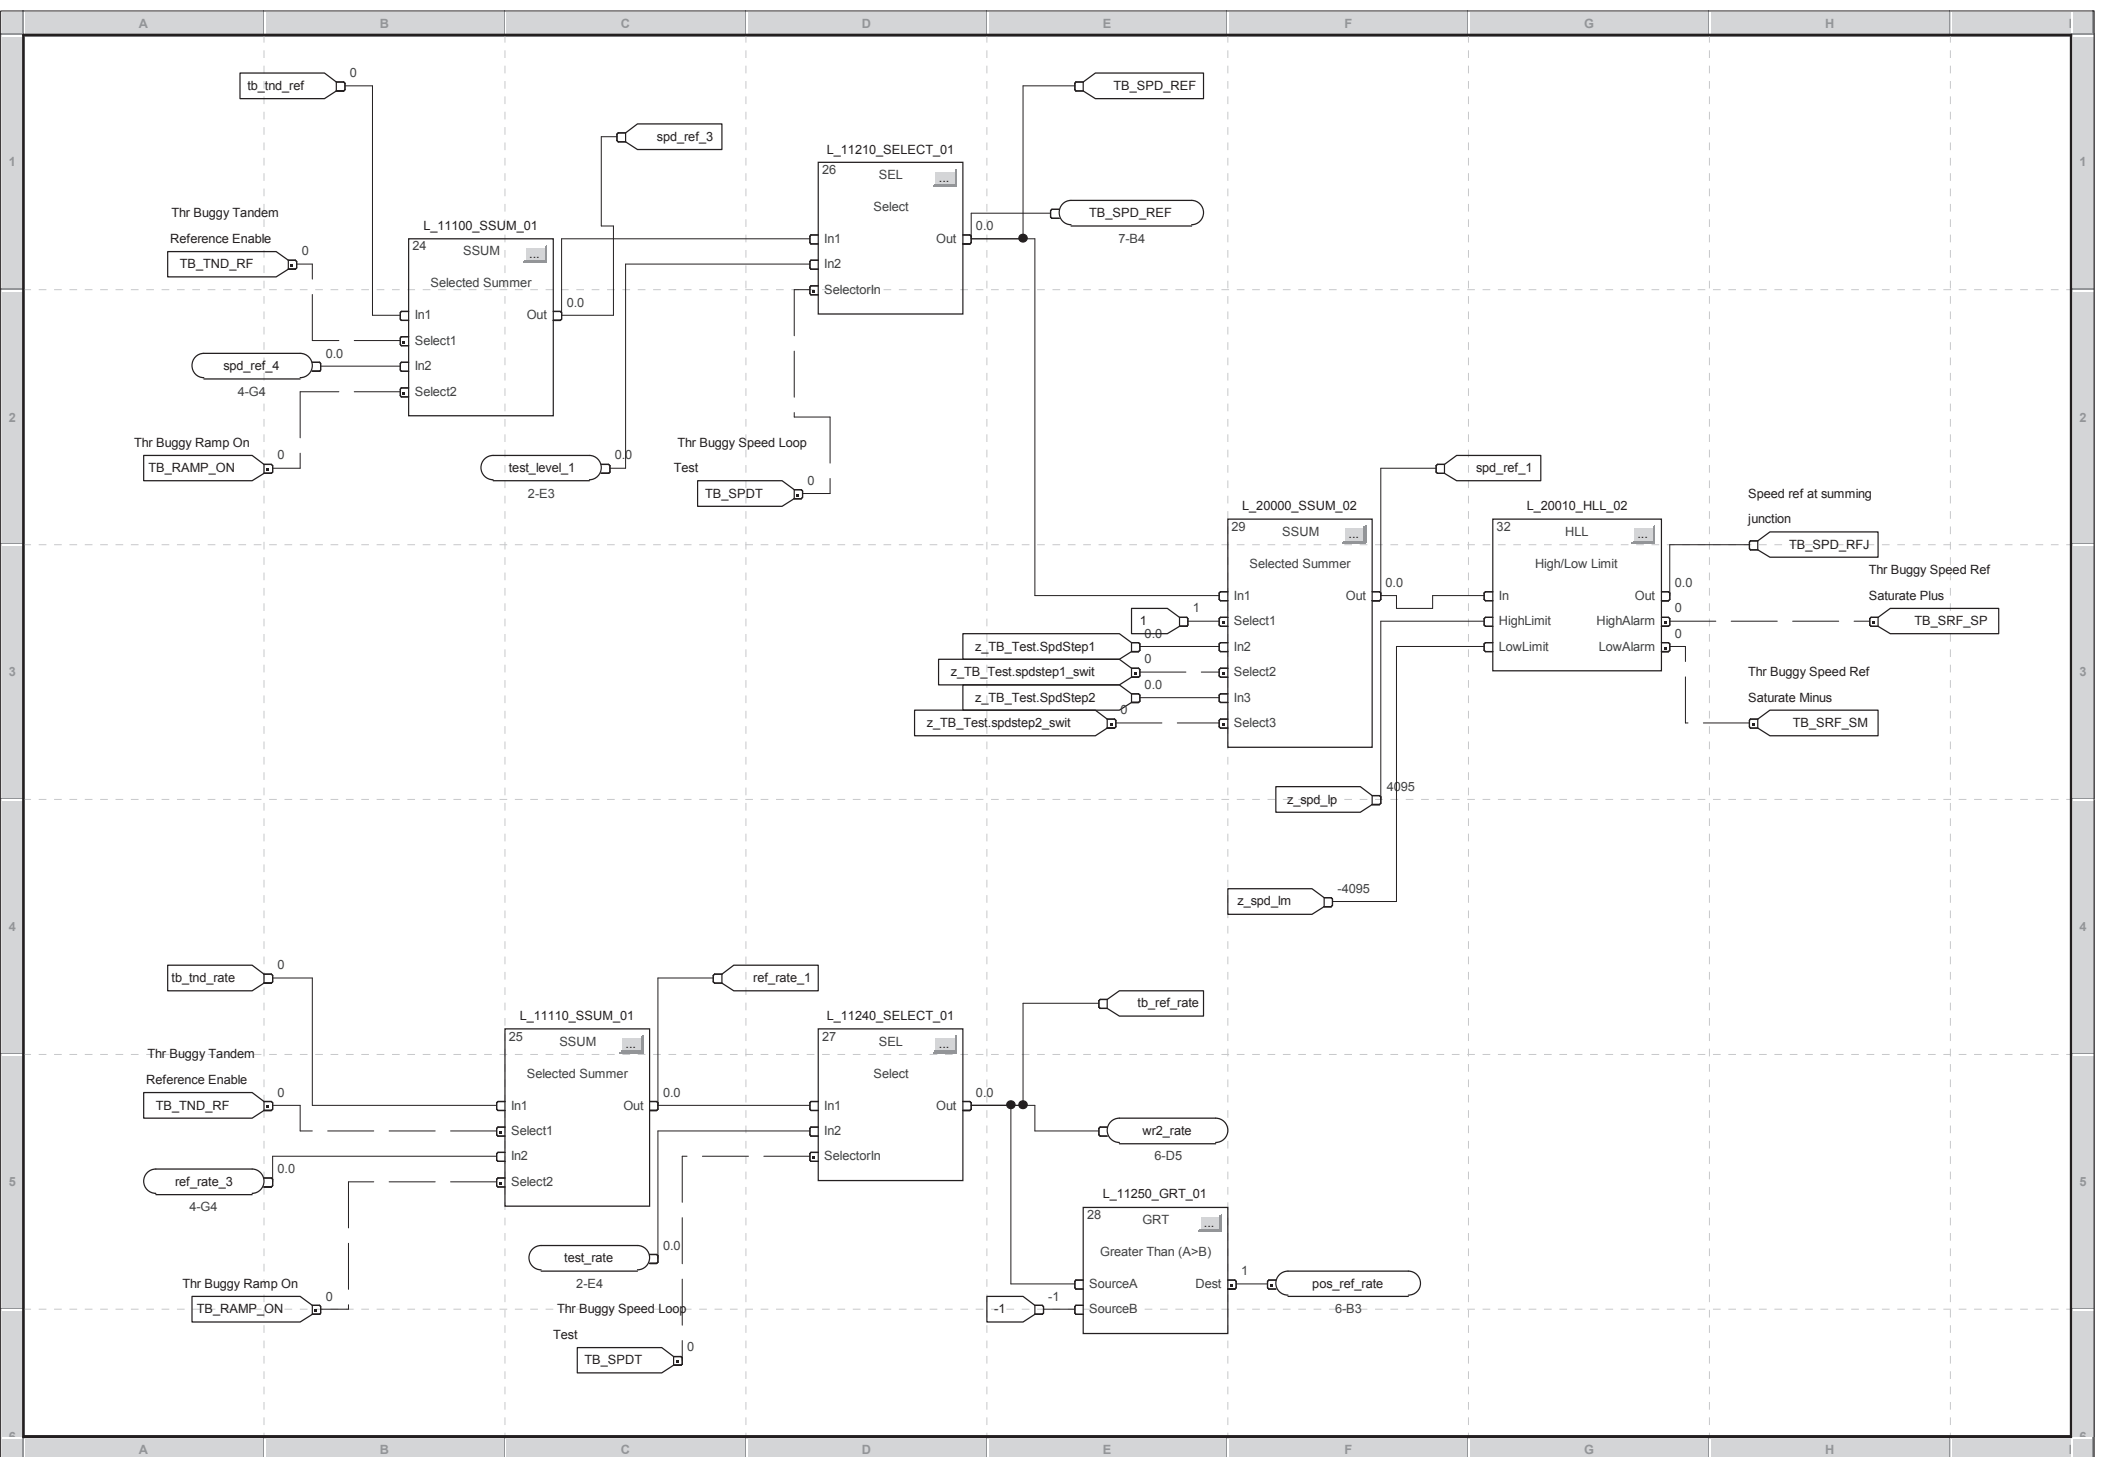 A B C D E F G H
1
1
tb_tnd_ref
0
TB_SPD_REF
spd_ref_3
L_11210_SELECT_01
26
SEL
...
Select
In1
In2
SelectorIn
Out
0.0
TB_SPD_REF
7-B4
Thr Buggy Tandem
Reference Enable
TB_TND_RF
0
L_11100_SSUM_01
24
SSUM
...
Selected Summer
In1
Select1
In2
Select2
Out
0.0
2
2
spd_ref_4
0.0
4-G4
Thr Buggy Ramp On
TB_RAMP_ON
0
test_level_1
0.0
2-E3
Thr Buggy Speed Loop
Test
TB_SPDT
0
spd_ref_1
L_20000_SSUM_02
29
SSUM
...
Selected Summer
In1
Select1
In2
Select2
In3
Select3
Out
0.0
L_20010_HLL_02
32
HLL
...
High/Low Limit
In
HighLimit
LowLimit
Out
HighAlarm
LowAlarm
0.0
0
0
Speed ref at summing
junction
TB_SPD_RFJ
Thr Buggy Speed Ref
Saturate Plus
TB_SRF_SP
Thr Buggy Speed Ref
Saturate Minus
TB_SRF_SM
3
3
1
1
z_TB_Test.SpdStep1
0.0
z_TB_Test.spdstep1_swit
0
z_TB_Test.SpdStep2
0.0
z_TB_Test.spdstep2_swit
0
z_spd_lp
4095
z_spd_lm
-4095
4
4
tb_tnd_rate
0
ref_rate_1
tb_ref_rate
L_11110_SSUM_01
25
SSUM
...
Selected Summer
In1
Select1
In2
Select2
Out
0.0
L_11240_SELECT_01
27
SEL
...
Select
In1
In2
SelectorIn
Out
0.0
Thr Buggy Tandem
Reference Enable
TB_TND_RF
0
wr2_rate
6-D5
5
5
ref_rate_3
0.0
4-G4
L_11250_GRT_01
28
GRT
...
Greater Than (A>B)
SourceA
SourceB
Dest
1
pos_ref_rate
6-B3
-1
-1
test_rate
0.0
2-E4
Thr Buggy Ramp On
TB_RAMP_ON
0
Thr Buggy Speed Loop
Test
TB_SPDT
0
A B C D E F G H